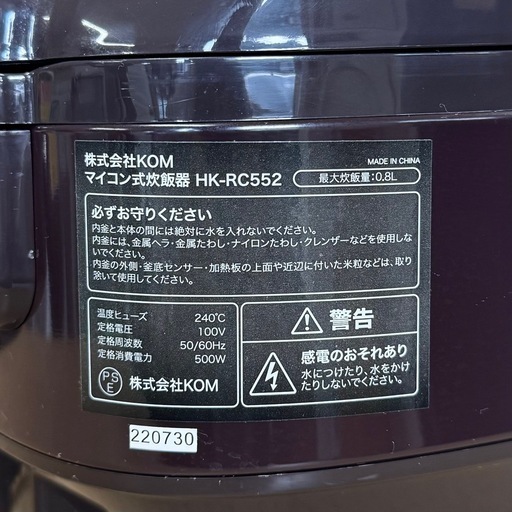 株式会社KOM
MADE IN CHINA
マイコン式炊飯器 HK-RC552
最大炊飯量:0.8L
必ずお守りください
内釜と本体の間には絶対に水を入れないでください。
内釜には、金属ヘラ・金属たわし・ナイロンたわし・クレンザーなどを使用しな
いでください。
内釜の外側・釜底センサー・加熱板の上面や近辺に付いた米粒などは、取り
除いて使用してください。
温度ヒューズ 240℃
定格電圧 100V
定格周波数 50/60Hz
定格消費電力 500W
PSE 株式会社KOM
警告
感電のおそれあり
水につけたり、水をかけ
たりしないでください。
220730